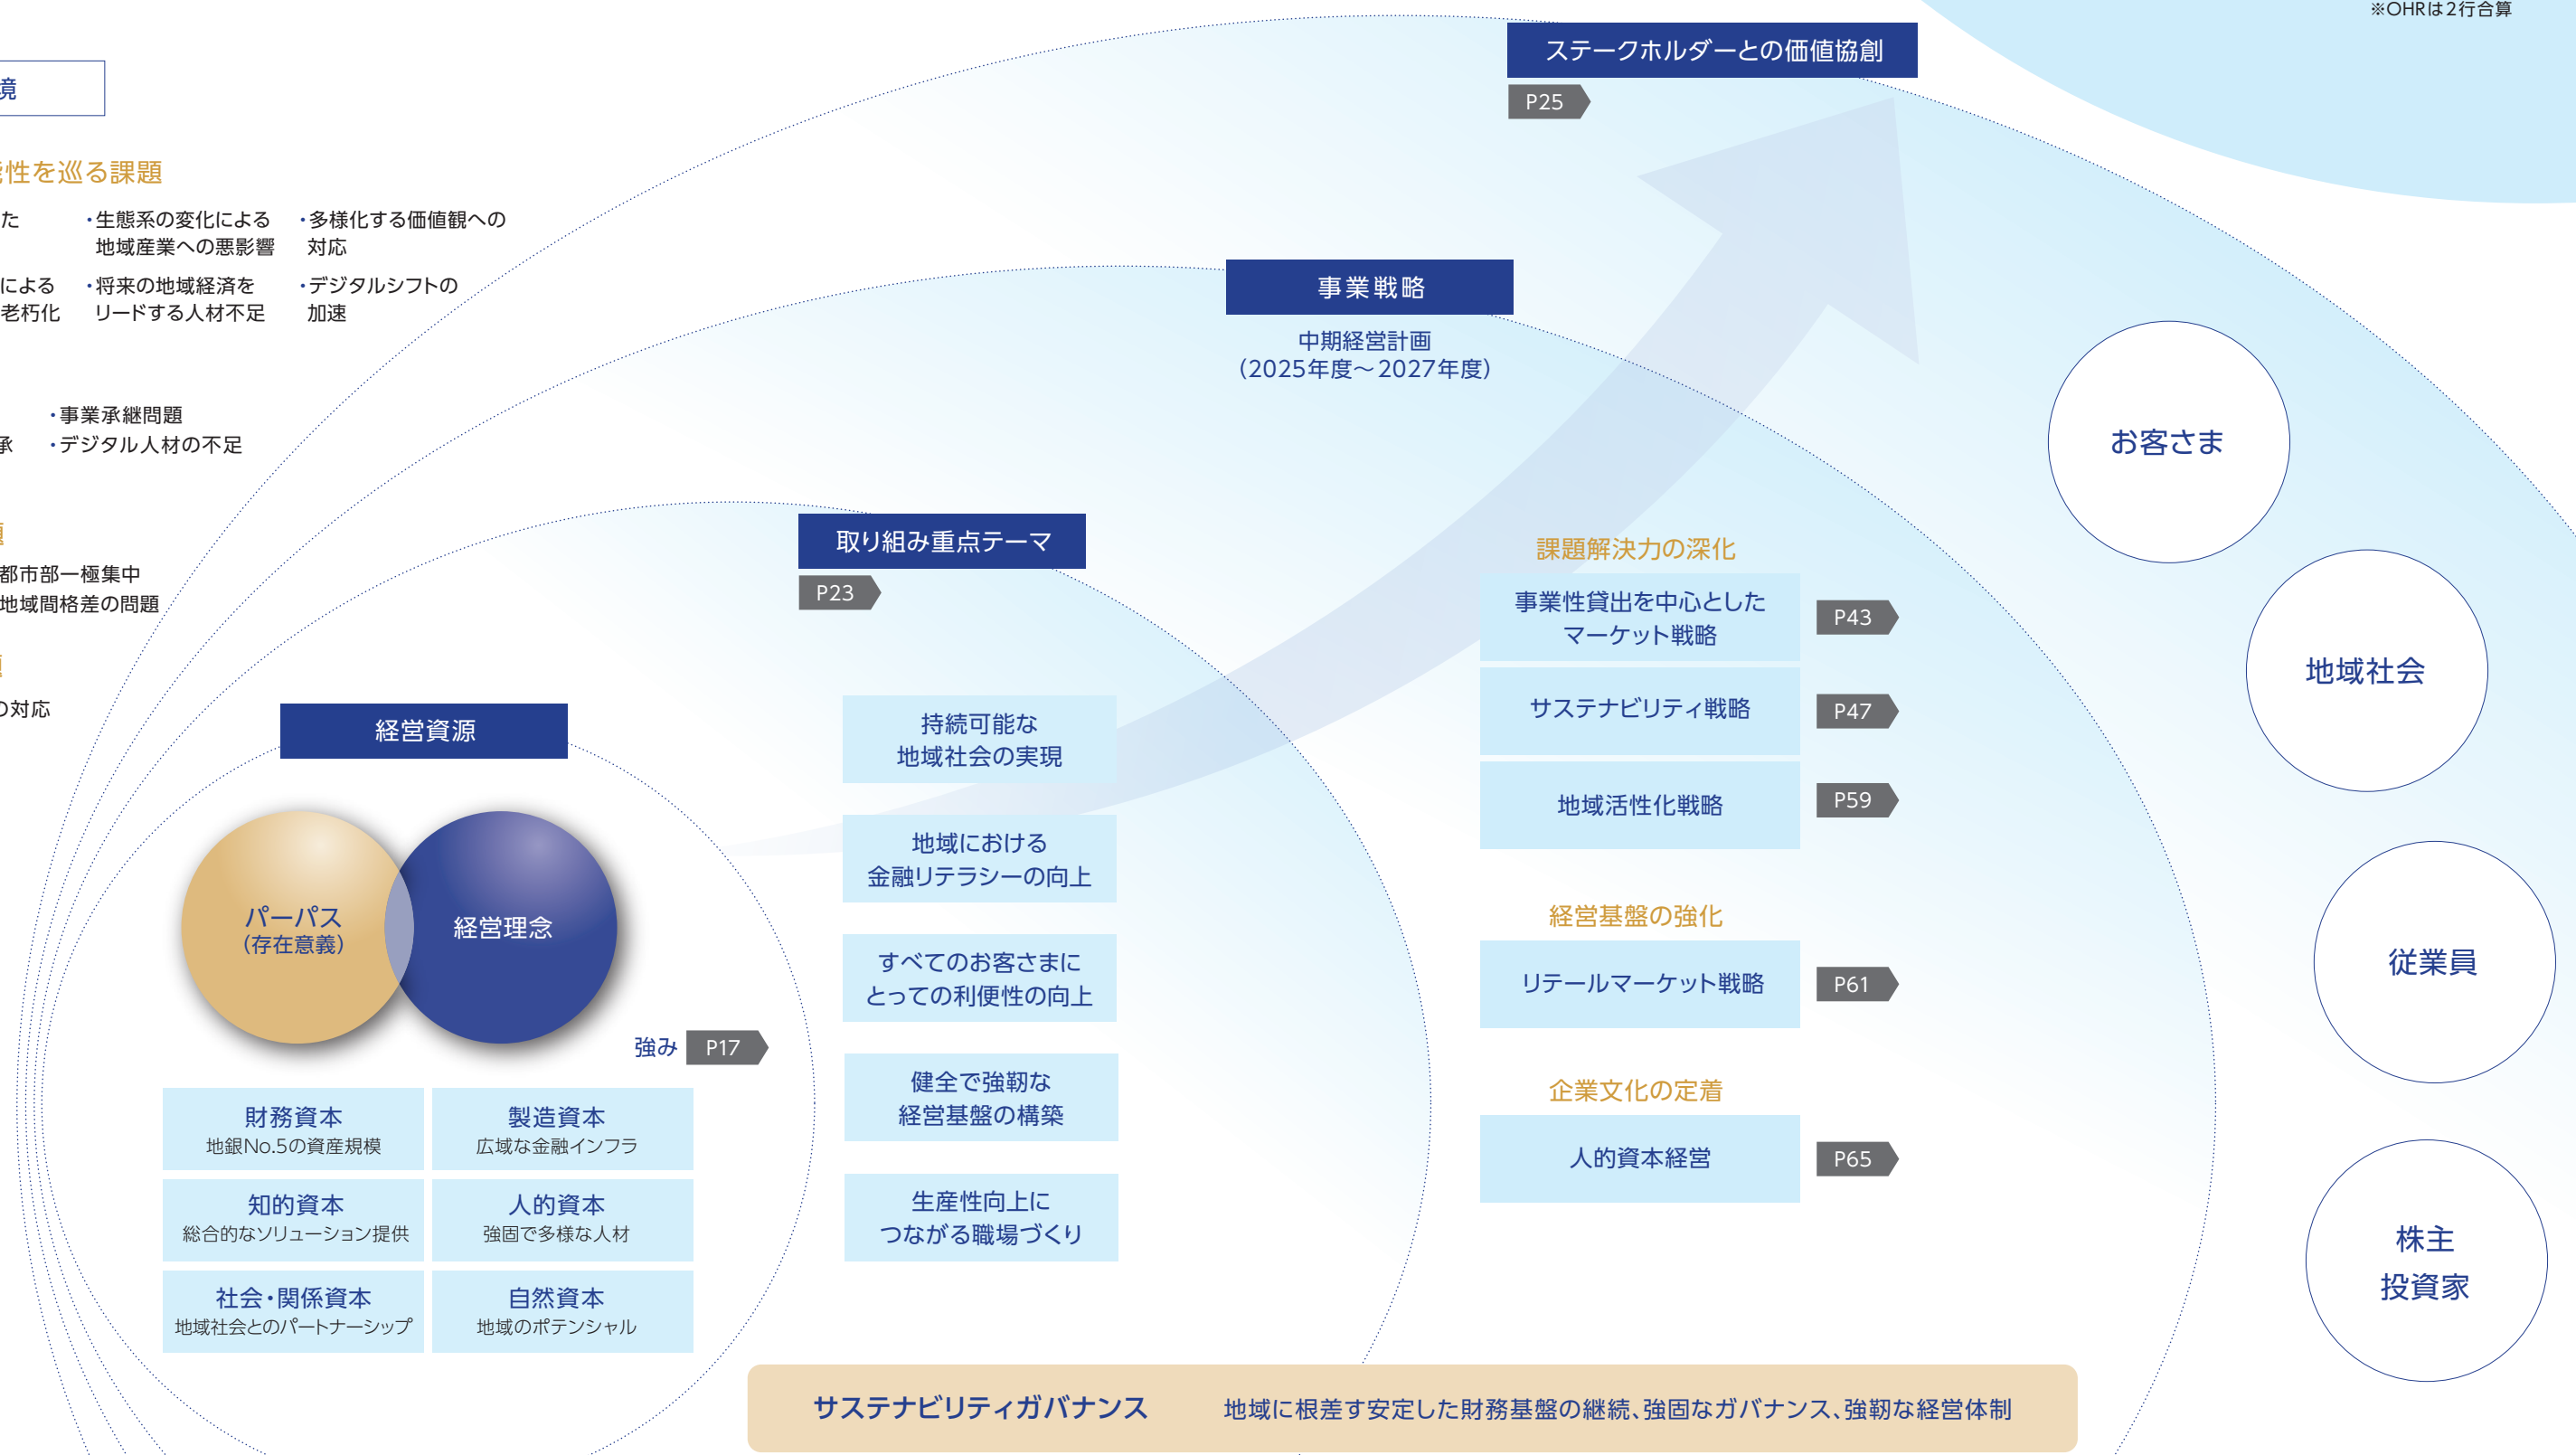 ※OHRは2行合算
境
ステークホルダーとの価値協創
P25
性を巡る課題
た
・生態系の変化による
地域産業への悪影響
・多様化する価値観への
対応
による
老朽化
・将来の地域経済を
リードする人材不足
・デジタルシフトの
加速
・事業承継問題
承
・デジタル人材の不足
都市部一極集中
地域間格差の問題
の対応
事業戦略
中期経営計画
（2025年度～2027年度）
取り組み重点テーマ
P23
持続可能な
地域社会の実現
地域における
金融リテラシーの向上
すべてのお客さまに
とっての利便性の向上
健全で強靭な
経営基盤の構築
生産性向上に
つながる職場づくり
経営資源
パーパス
（存在意義）
経営理念
強み
P17
財務資本
地銀No.5の資産規模
製造資本
広域な金融インフラ
知的資本
総合的なソリューション提供
人的資本
強固で多様な人材
社会・関係資本
地域社会とのパートナーシップ
自然資本
地域のポテンシャル
課題解決力の深化
事業性貸出を中心とした
マーケット戦略
P43
サステナビリティ戦略
P47
地域活性化戦略
P59
経営基盤の強化
リテールマーケット戦略
P61
企業文化の定着
人的資本経営
P65
お客さま
地域社会
従業員
株主
投資家
サステナビリティガバナンス
地域に根差す安定した財務基盤の継続、強固なガバナンス、強靭な経営体制